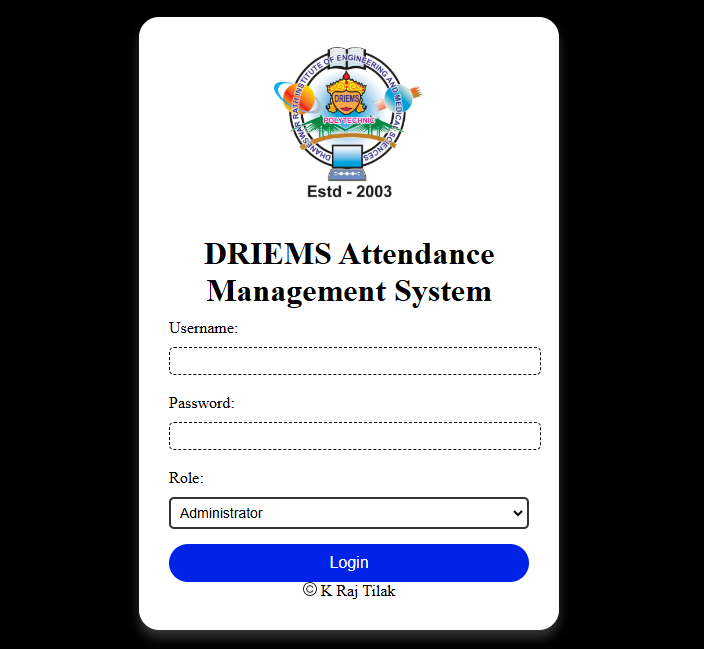 DHANESWAR RATH INSTITUTE OF ENGINEERING AND MEDICAL SCIENCES
DRIEMS
POLYTECHNIC
Estd - 2003
DRIEMS Attendance
Management System
Username:
Password:
Role:
Administrator
Login
© K Raj Tilak